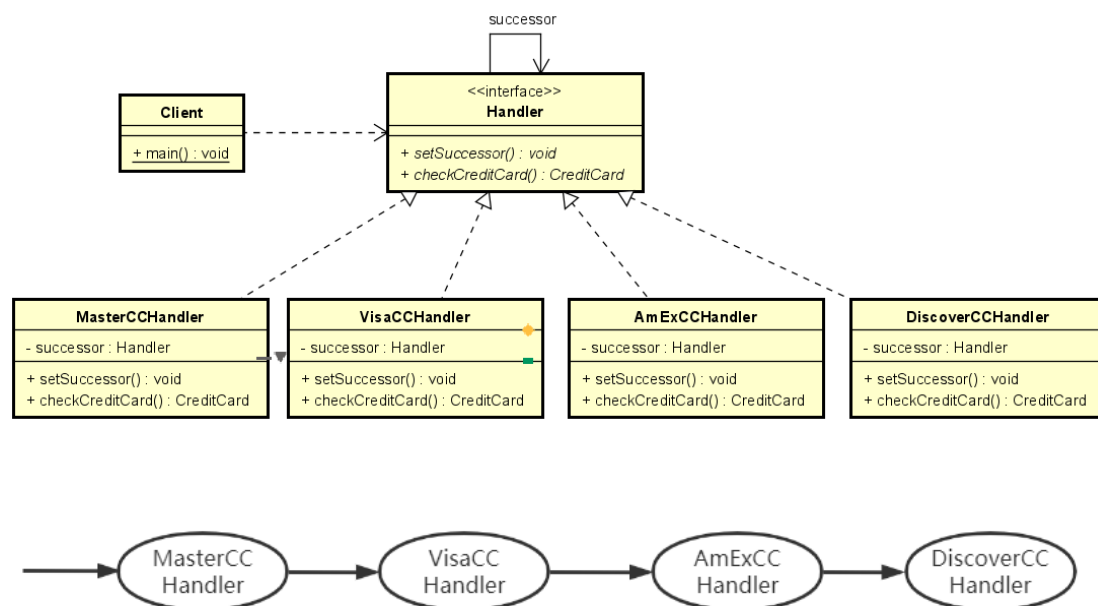 successor
<<interface>>
Handler
+ setSuccessor() : void
+ checkCreditCard() : CreditCard
Client
+ main() : void
MasterCCHandler
- successor : Handler
+ setSuccessor() : void
+ checkCreditCard() : CreditCard
VisaCCHandler
- successor : Handler
+ setSuccessor() : void
+ checkCreditCard() : CreditCard
AmExCCHandler
- successor : Handler
+ setSuccessor() : void
+ checkCreditCard() : CreditCard
DiscoverCCHandler
- successor : Handler
+ setSuccessor() : void
+ checkCreditCard() : CreditCard
MasterCC
Handler
VisaCC
Handler
AmExCC
Handler
DiscoverCC
Handler